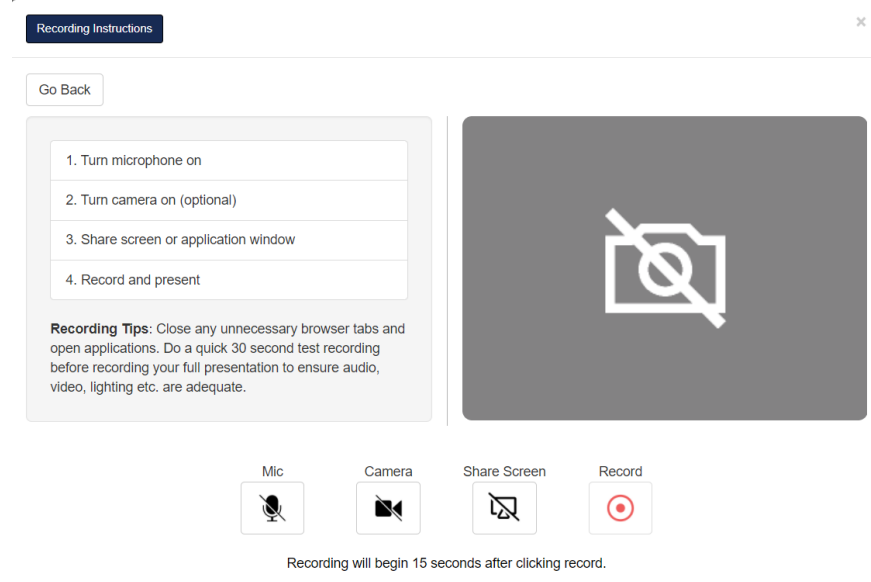 Recording Instructions
×
Go Back
1. Turn microphone on
2. Turn camera on (optional)
3. Share screen or application window
4. Record and present
Recording Tips: Close any unnecessary browser tabs and
open applications. Do a quick 30 second test recording
before recording your full presentation to ensure audio,
video, lighting etc. are adequate.
Mic
Camera
Share Screen
Record
Recording will begin 15 seconds after clicking record.